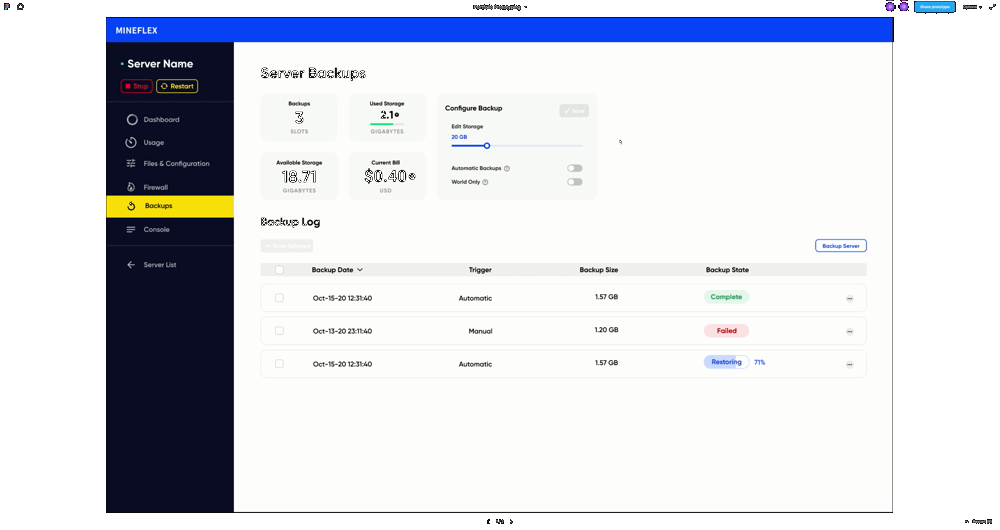 Share prototype
MINEFLEX
Server Name
Stop
Restart
Dashboard
Usage
Files & Configuration
Firewall
Backups
Console
Server List
Server Backups
Backups
3
SLOTS
Used Storage
2.1
GIGABYTES
Available Storage
18.71
GIGABYTES
Current Bill
$0.40
USD
Configure Backup
Save
Edit Storage
20 GB
Automatic Backups
World Only
Backup Log
Backup Server
Backup Date Trigger Backup Size Backup State
Oct-15-20 12:31:40 Automatic 1.57 GB Complete
Oct-13-20 23:11:40 Manual 1.20 GB Failed
Oct-15-20 12:31:40 Automatic 1.57 GB Restoring 71%